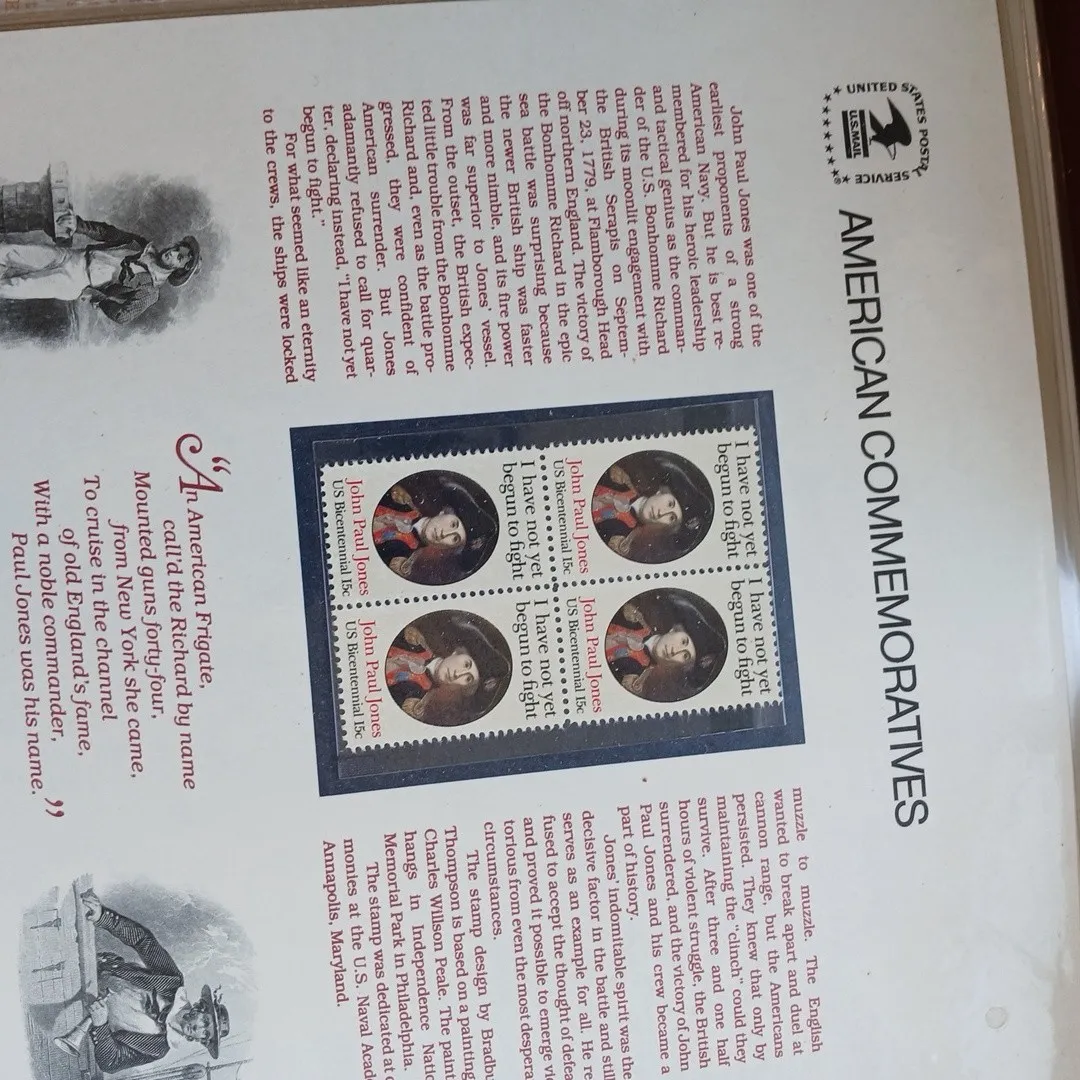 UNITED STATES POSTAL SERVICE
U.S.MAIL
AMERICAN COMMEMORATIVES
John Paul Jones was one of the
earliest proponents of a strong
American Navy. But he is best re-
membered for his heroic leadership
and tactical genius as the comman-
der of the U.S. Bonhomme Richard
during its moonlit engagement with
the British Serapis on Septem-
ber 23, 1779, at Flamborough Head
off northern England. The victory of
the Bonhomme Richard in the epic
sea battle was surprising because
the newer British ship was faster
and more nimble, and its fire power
was far superior to Jones' vessel.
From the outset, the British expec-
ted little trouble from the Bonhomme
Richard and, even as the battle pro-
gressed, they were confident of
American surrender. But Jones
adamantly refused to call for quar-
ter, declaring instead, "I have not yet
begun to fight."
For what seemed like an eternity
to the crews, the ships were locked
I have not yet
begun to fight
John Paul Jones
US Bicentennial 15c
I have not yet
begun to fight
John Paul Jones
US Bicentennial 15c
I have not yet
begun to fight
John Paul Jones
US Bicentennial 15c
I have not yet
begun to fight
John Paul Jones
US Bicentennial 15c
"An American Frigate,
call'd the Richard by name
Mounted guns forty-four,
from New York she came,
To cruise in the channel
of old England's fame,
With a noble commander,
Paul Jones was his name."
muzzle to muzzle. The English
wanted to break apart and duel at
cannon range, but the Americans
persisted. They knew that only by
maintaining the "clinch" could they
survive. After three and one half
hours of violent struggle, the British
surrendered, and the victory of John
Paul Jones and his crew became a
part of history.
Jones' indomitable spirit was the
decisive factor in the battle and still
serves as an example for all. He re
fused to accept the thought of defea
and proved it possible to emerge vic
torious from even the most despera
circumstances.
The stamp design by Bradbu
Thompson is based on a painting
Charles Willson Peale. The paint
hangs in Independence Natio
Memorial Park in Philadelphia.
The stamp was dedicated at c
monies at the U.S. Naval Acad
Annapolis, Maryland.